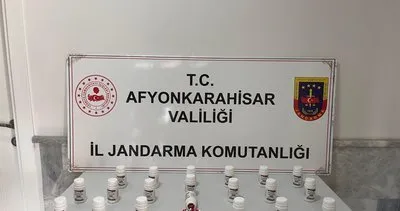 T.C.
AFYONKARAHİSAR
VALİLİĞİ
İL JANDARMA KOMUTANLIĞI